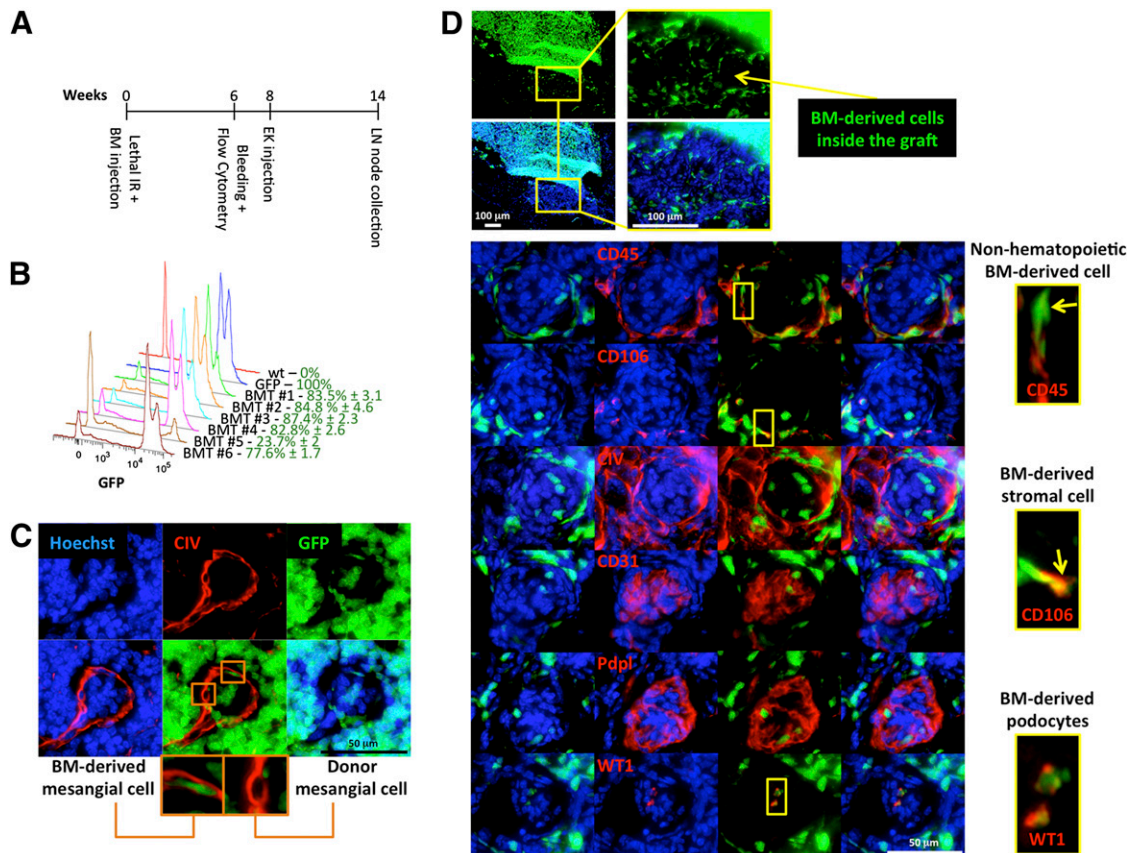 A
Weeks 0 6 8 14
Lethal IR +
BM injection
Bleeding +
Flow Cytometry
EK injection
LN node collection
B
wt – 0%
GFP – 100%
BMT #1 - 83.5% ± 3.1
BMT #2 - 84.8 % ± 4.6
BMT #3 - 87.4% ± 2.3
BMT #4 - 82.8% ± 2.6
BMT #5 - 23.7% ± 2
BMT #6 - 77.6% ± 1.7
0 10³ 10⁴ 10⁵
GFP
C
Hoechst CIV GFP
50 µm
BM-derived
mesangial cell
Donor
mesangial cell
D
BM-derived cells
inside the graft
100 µm
100 µm
CD45
CD106
CIV
CD31
Pdpl
WT1
50 µm
Non-hematopoietic
BM-derived cell
CD45
BM-derived
stromal cell
CD106
BM-derived
podocytes
WT1